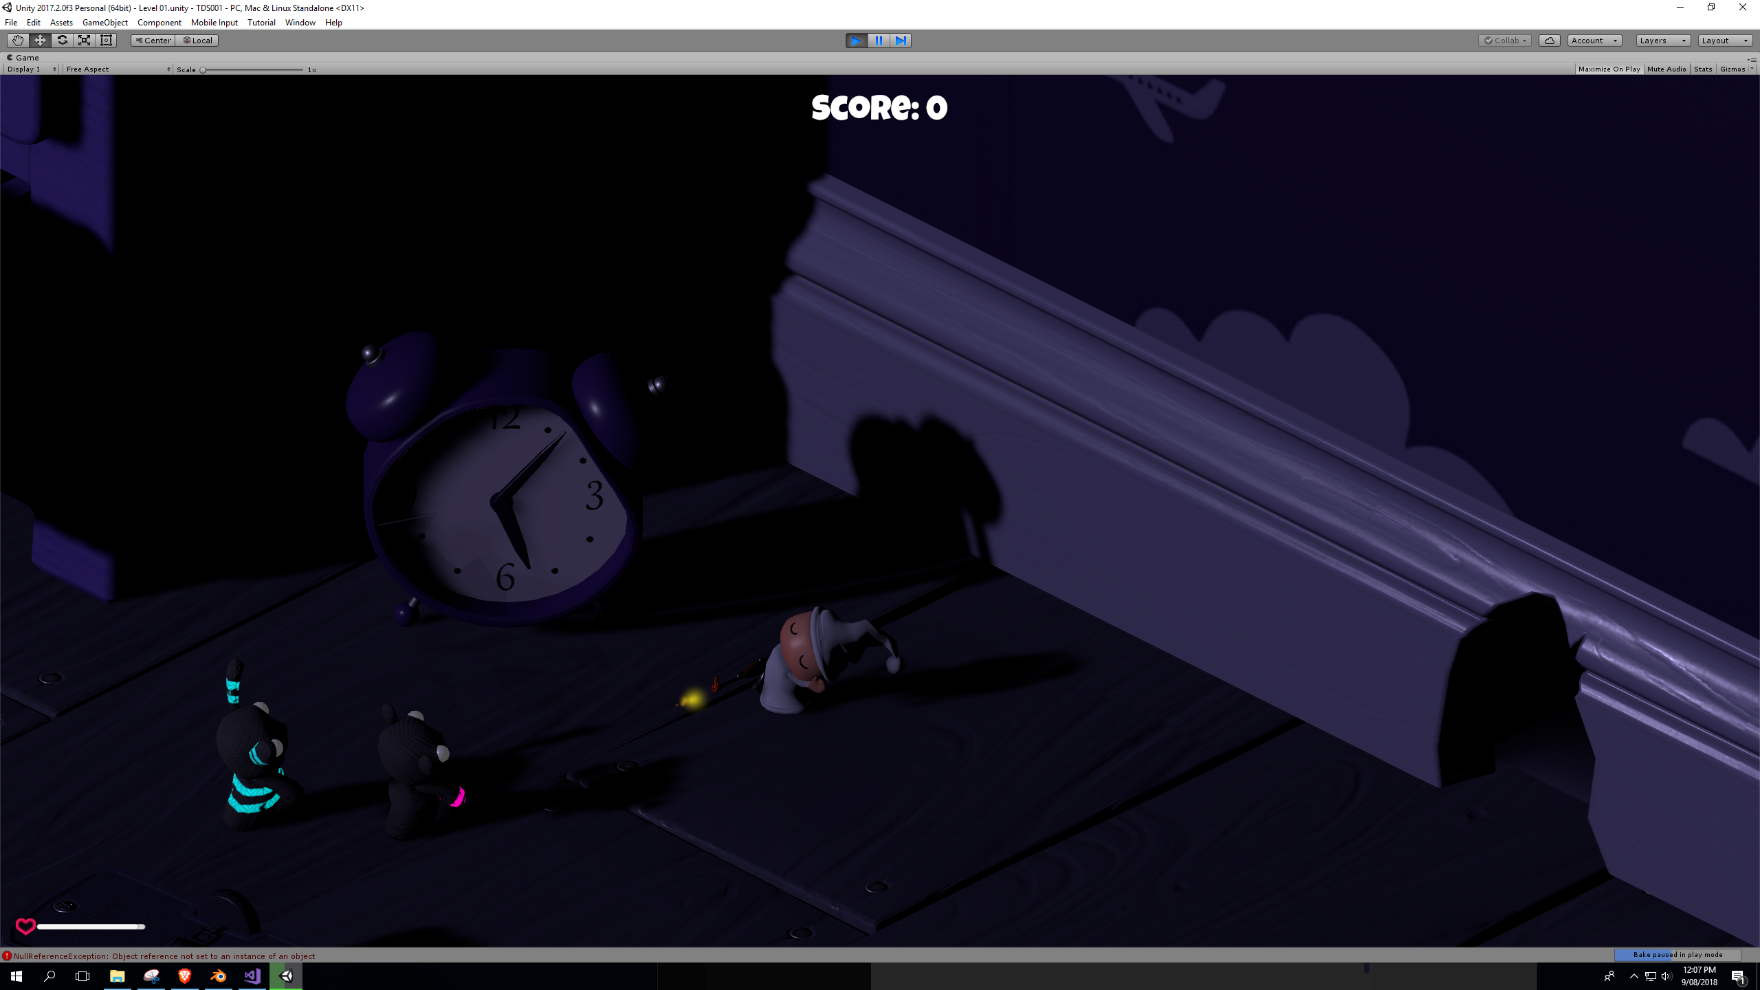 Unity 2017.2.0f3 Personal (64bit) - Level 01.unity - TDS001 - PC, Mac & Linux Standalone <DX11>
File Edit Assets GameObject Component Mobile Input Tutorial Window Help
Center Local Collab Account Layers Layout
Game
Display 1 Free Aspect Scale 1x Maximize On Play Mute Audio Stats Gizmos
Score: 0
12
3
6
NullReferenceException: Object reference not set to an instance of an object
Bake paused in play mode
12:07 PM
9/08/2018
1